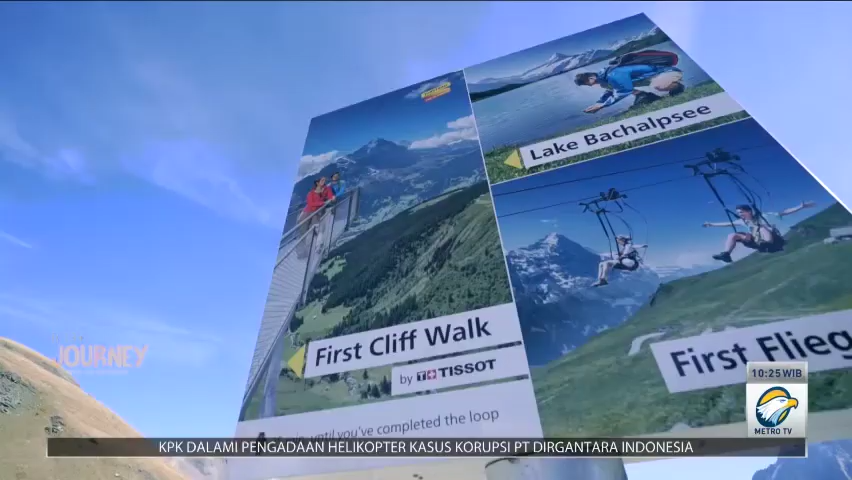 Lake Bachalpsee
First Cliff Walk
by TISSOT
First Flieg
until you've completed the loop
JOURNEY
10:25 WIB
METRO TV
KPK DALAMI PENGADAAN HELIKOPTER KASUS KORUPSI PT DIRGANTARA INDONESIA